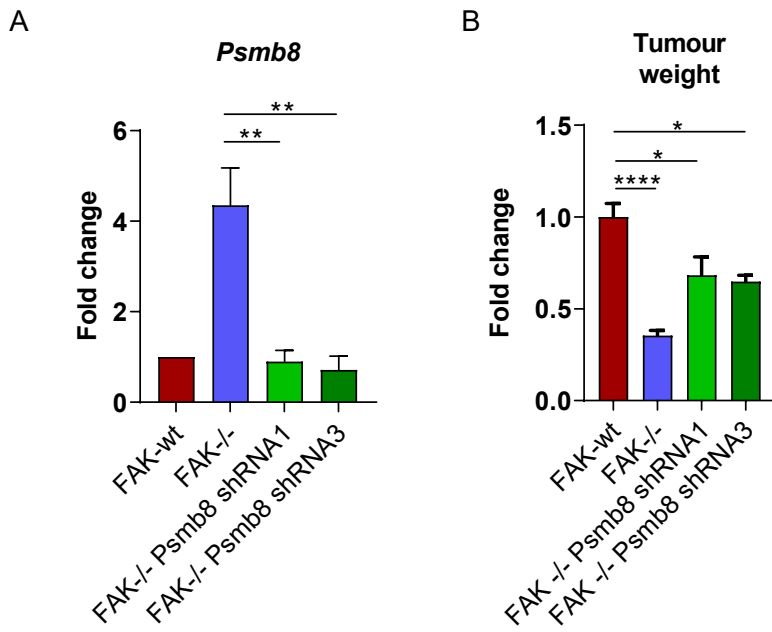 A
Psmb8
Fold change
6
4
2
0
**
**
FAK-wt
FAK-/-
FAK-/- Psmb8 shRNA1
FAK-/- Psmb8 shRNA3
B
Tumour
weight
Fold change
1.5
1.0
0.5
0.0
*
*
****
FAK-wt
FAK-/-
FAK -/- Psmb8 shRNA1
FAK -/- Psmb8 shRNA3